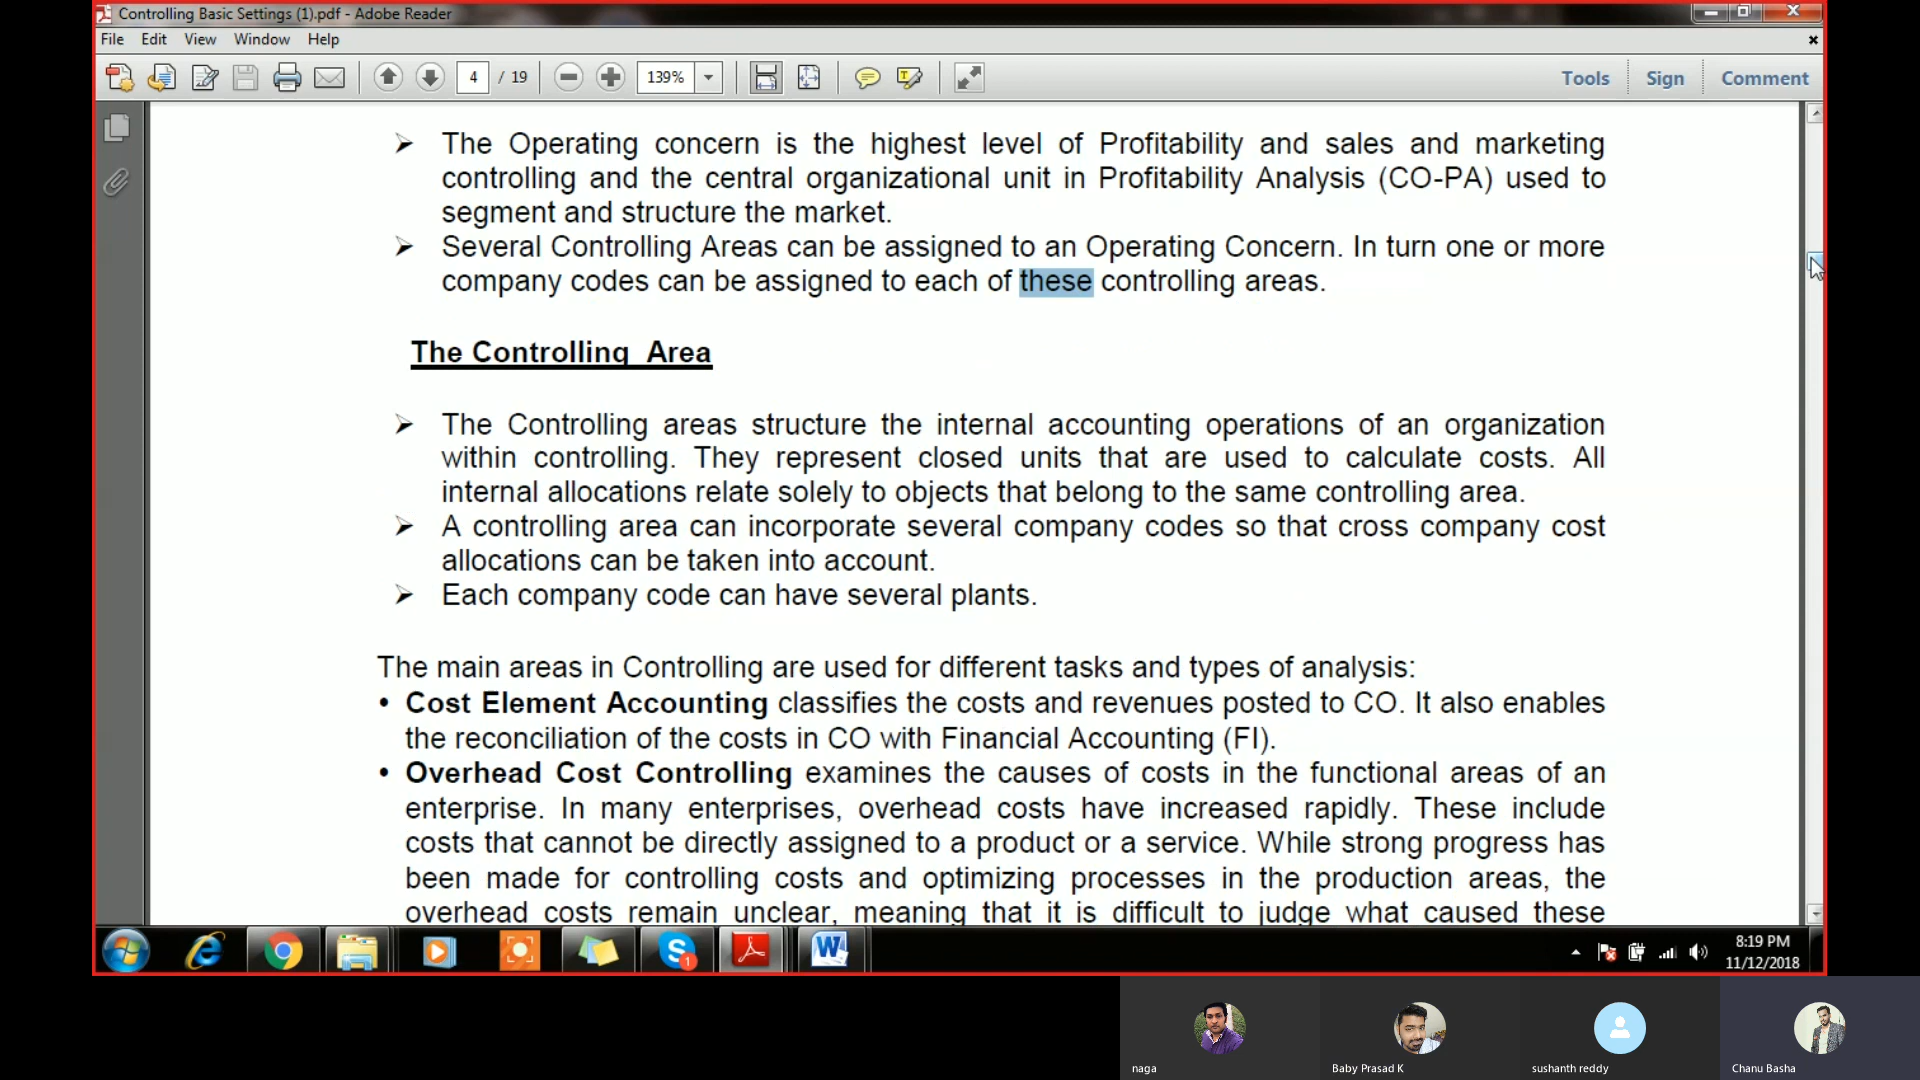 Controlling Basic Settings (1).pdf - Adobe Reader
File Edit View Window Help
4 / 19 139% Tools Sign Comment
➢ The Operating concern is the highest level of Profitability and sales and marketing
controlling and the central organizational unit in Profitability Analysis (CO-PA) used to
segment and structure the market.
➢ Several Controlling Areas can be assigned to an Operating Concern. In turn one or more
company codes can be assigned to each of these controlling areas.
The Controlling Area
➢ The Controlling areas structure the internal accounting operations of an organization
within controlling. They represent closed units that are used to calculate costs. All
internal allocations relate solely to objects that belong to the same controlling area.
➢ A controlling area can incorporate several company codes so that cross company cost
allocations can be taken into account.
➢ Each company code can have several plants.
The main areas in Controlling are used for different tasks and types of analysis:
• Cost Element Accounting classifies the costs and revenues posted to CO. It also enables
the reconciliation of the costs in CO with Financial Accounting (FI).
• Overhead Cost Controlling examines the causes of costs in the functional areas of an
enterprise. In many enterprises, overhead costs have increased rapidly. These include
costs that cannot be directly assigned to a product or a service. While strong progress has
been made for controlling costs and optimizing processes in the production areas, the
overhead costs remain unclear, meaning that it is difficult to judge what caused these
8:19 PM
11/12/2018
naga Baby Prasad K sushanth reddy Chanu Basha